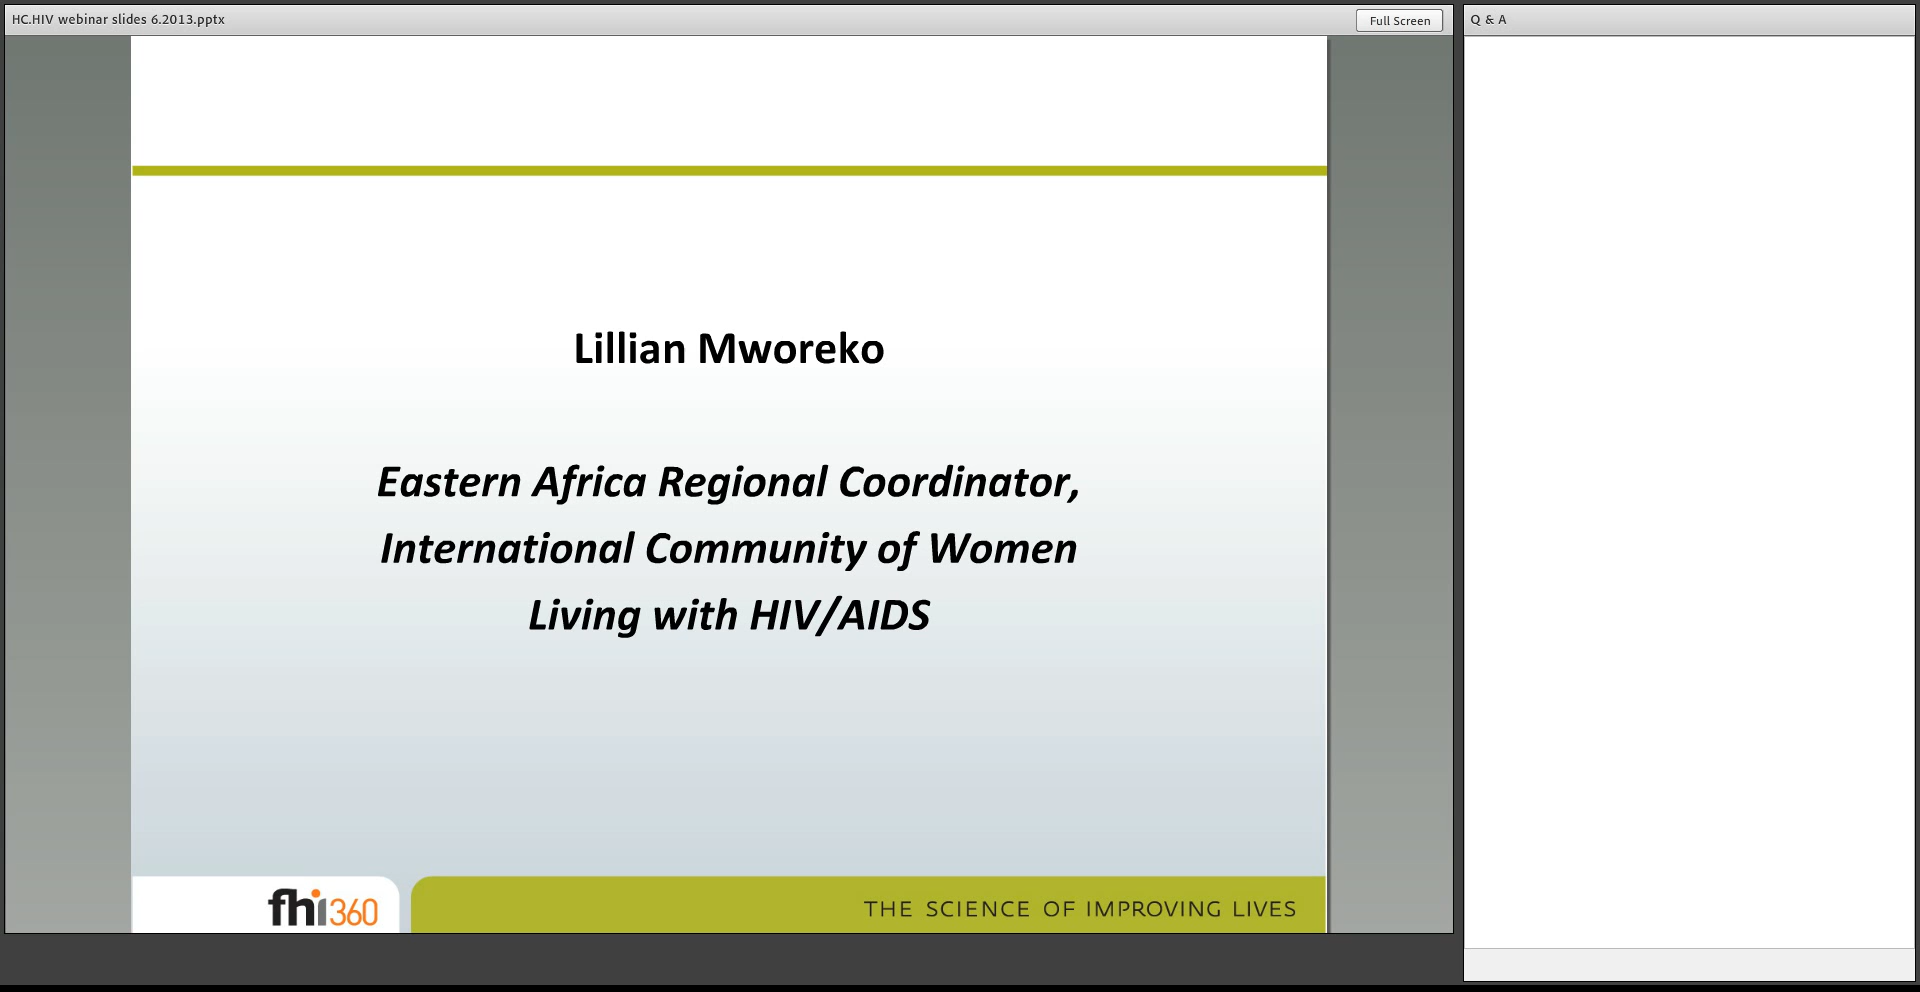 HC.HIV webinar slides 6.2013.pptx
Full Screen
Q & A
Lillian Mworeko
Eastern Africa Regional Coordinator,
International Community of Women
Living with HIV/AIDS
fhi360
THE SCIENCE OF IMPROVING LIVES